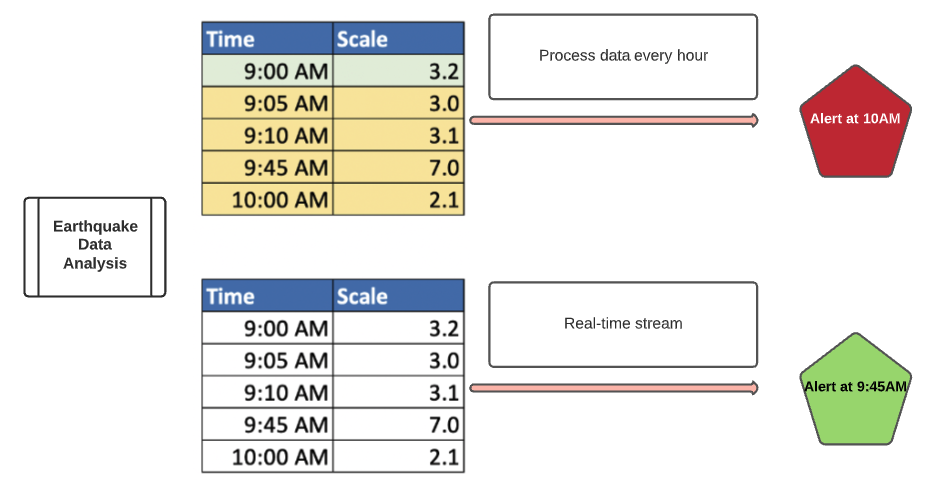 Time Scale
9:00 AM 3.2
9:05 AM 3.0
9:10 AM 3.1
9:45 AM 7.0
10:00 AM 2.1
Process data every hour
Alert at 10AM
Earthquake
Data
Analysis
Time Scale
9:00 AM 3.2
9:05 AM 3.0
9:10 AM 3.1
9:45 AM 7.0
10:00 AM 2.1
Real-time stream
Alert at 9:45AM